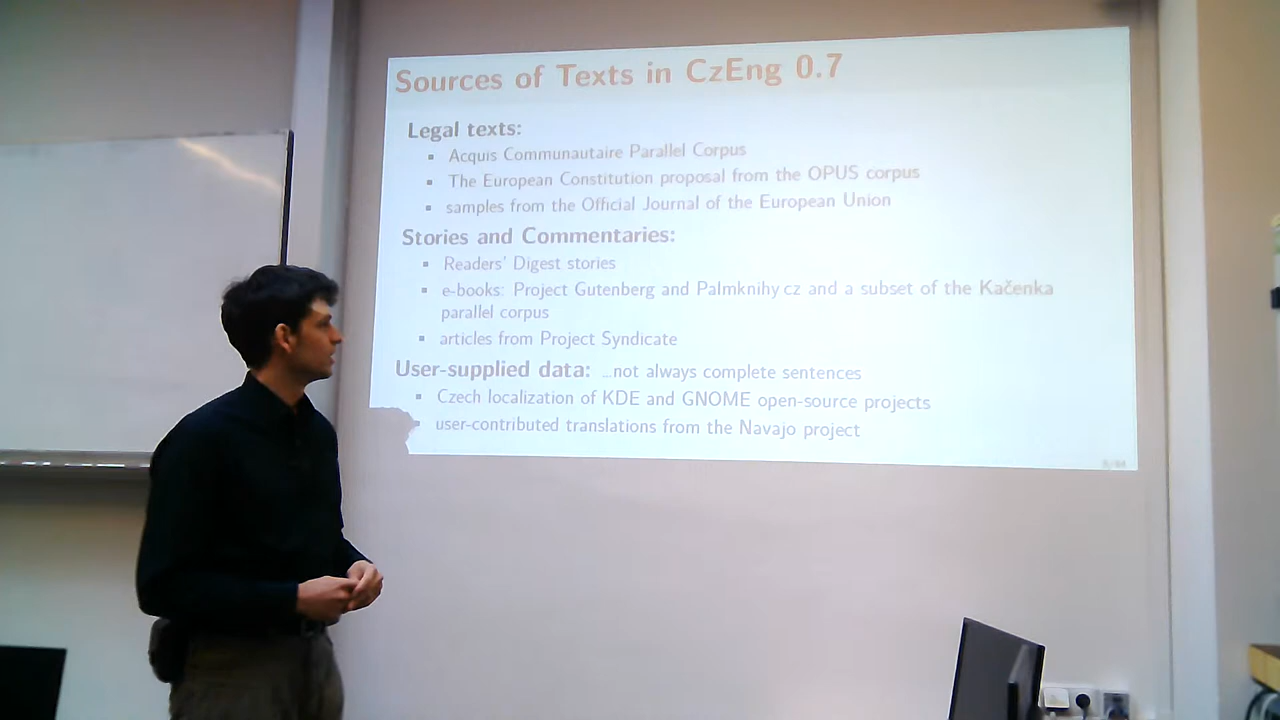 Sources of Texts in CzEng 0.7
Legal texts:
Acquis Communautaire Parallel Corpus
The European Constitution proposal from the OPUS corpus
samples from the Official Journal of the European Union
Stories and Commentaries:
Readers' Digest stories
e-books: Project Gutenberg and Palmknihy.cz and a subset of the Kačenka
parallel corpus
articles from Project Syndicate
User-supplied data: ...not always complete sentences
Czech localization of KDE and GNOME open-source projects
user-contributed translations from the Navajo project